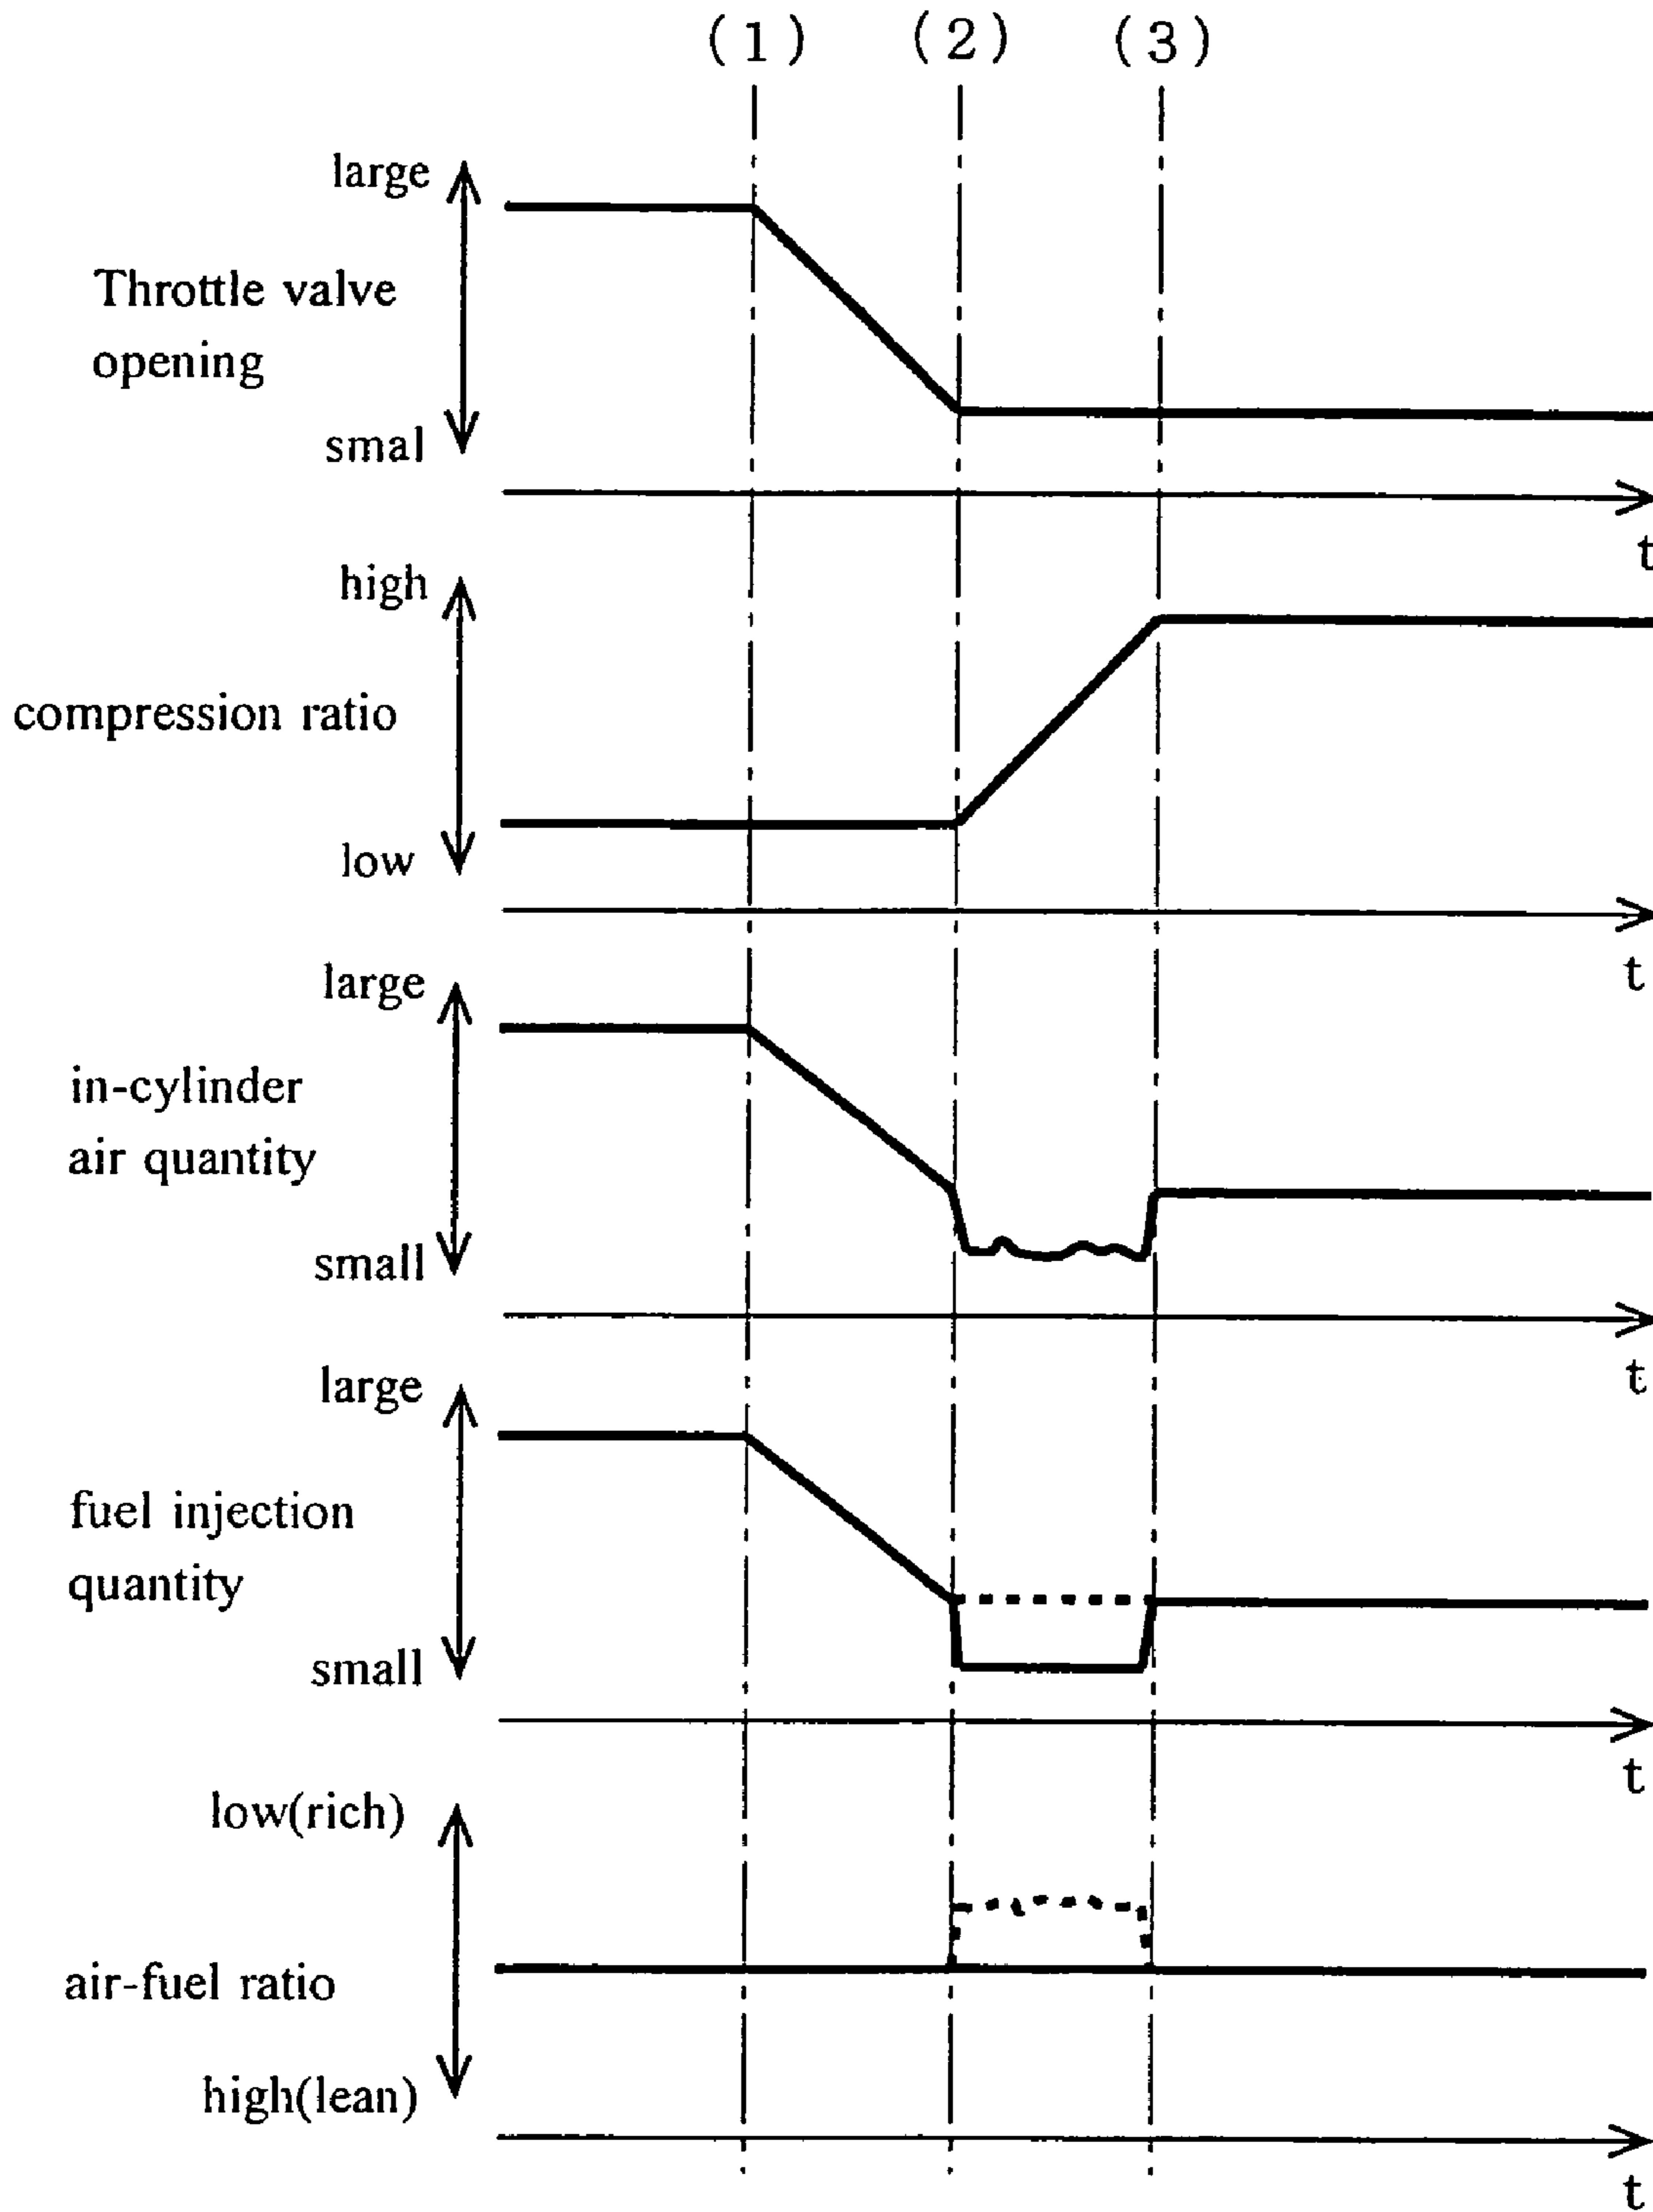 (1) (2) (3)
large
Throttle valve
opening
smal
t
high
compression ratio
low
t
large
in-cylinder
air quantity
small
t
large
fuel injection
quantity
small
t
low(rich)
air-fuel ratio
high(lean)
t